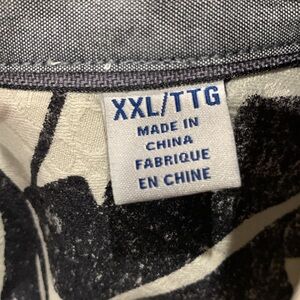 XXL/TTG
MADE IN
CHINA
FABRIQUE
EN CHINE